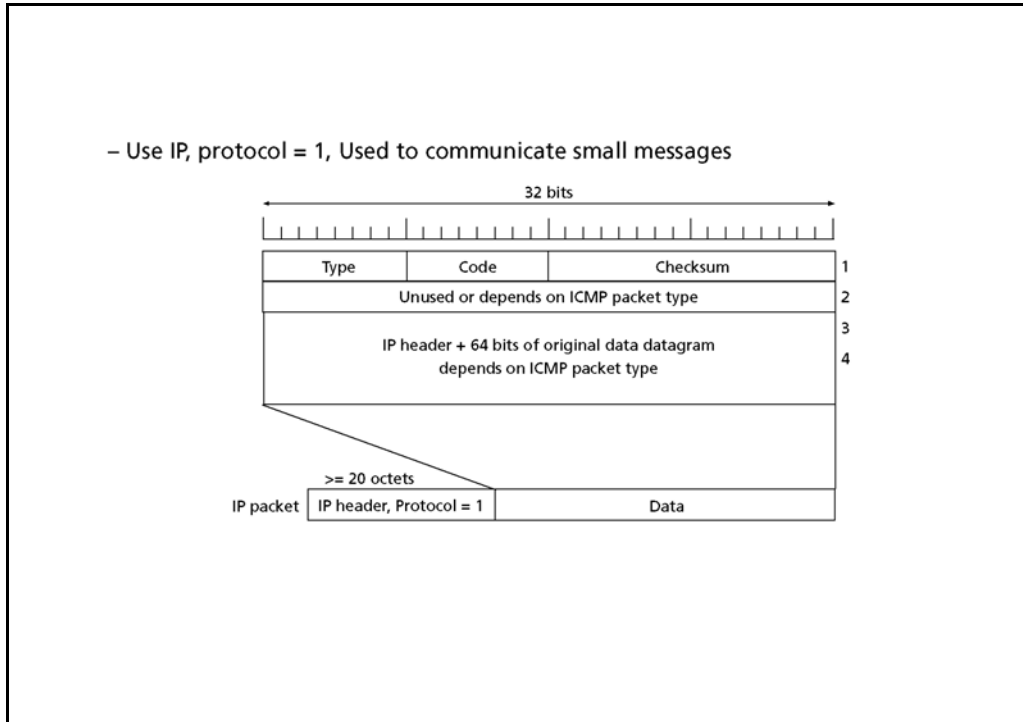 – Use IP, protocol = 1, Used to communicate small messages
32 bits
Type Code Checksum 1
Unused or depends on ICMP packet type 2
3
IP header + 64 bits of original data datagram
4
depends on ICMP packet type
>= 20 octets
IP packet IP header, Protocol = 1 Data